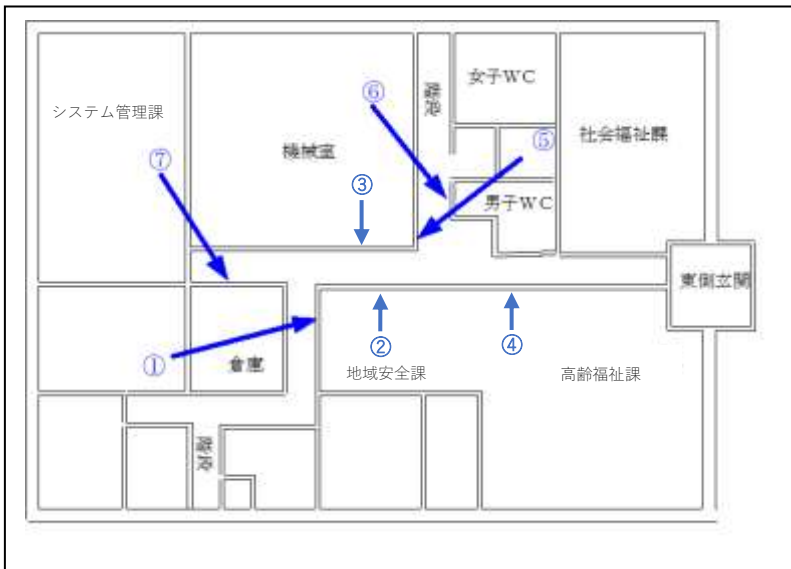 女子WC
階段
システム管理課
⑥
社会福祉課
⑤
機械室
⑦
③
男子WC
東側玄関
②
④
①
倉庫
地域安全課
高齢福祉課
階段